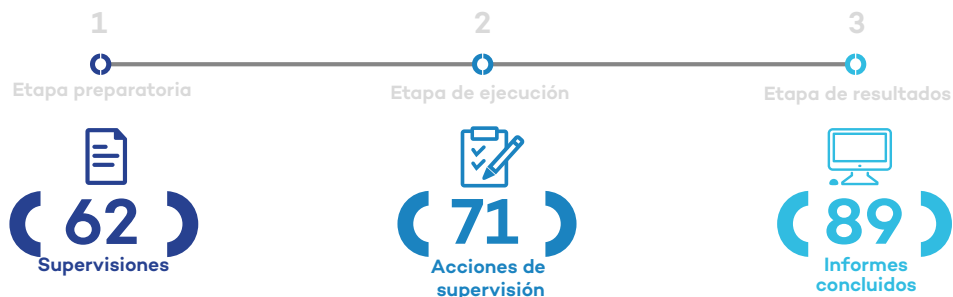 1
2
3
Etapa preparatoria
Etapa de ejecución
Etapa de resultados
62
71
89
Supervisiones
Acciones de
supervisión
Informes
concluidos